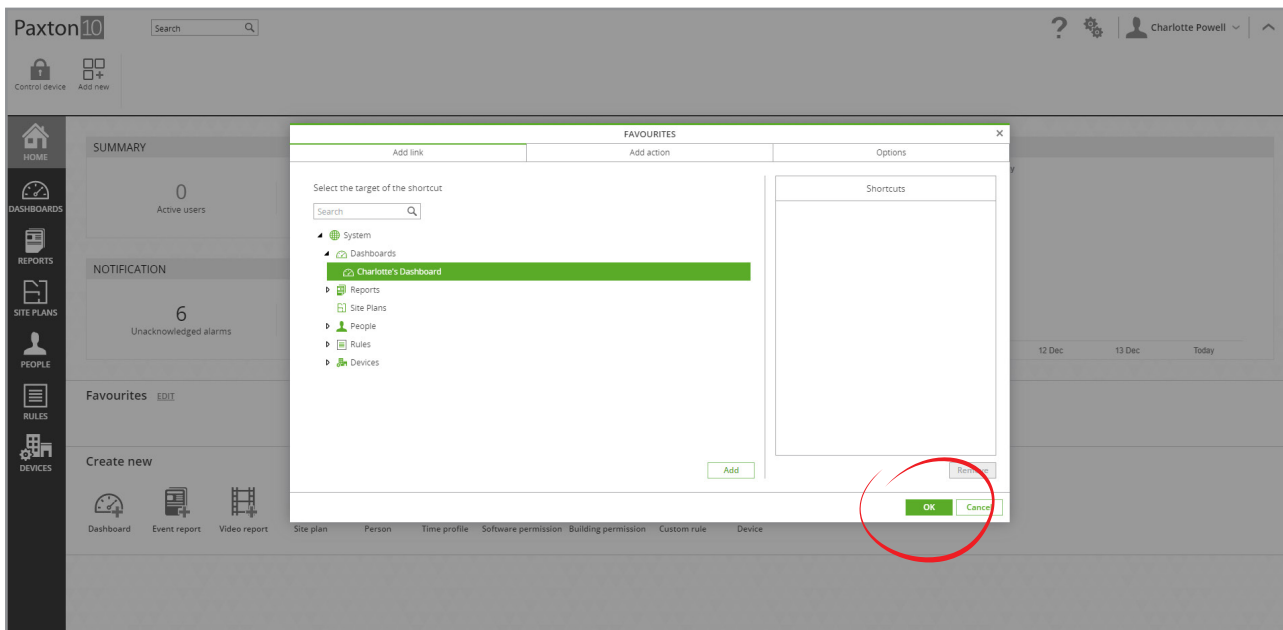 Paxton 10
Search
? Charlotte Powell
Control device
Add new
HOME
DASHBOARDS
REPORTS
SITE PLANS
PEOPLE
RULES
DEVICES
SUMMARY
0
Active users
NOTIFICATION
6
Unacknowledged alarms
FAVOURITES
Add link Add action Options
Select the target of the shortcut
Search
System
Dashboards
Charlotte's Dashboard
Reports
Site Plans
People
Rules
Devices
Add
Shortcuts
Remove
OK Cancel
12 Dec 13 Dec Today
Favourites EDIT
Create new
Dashboard Event report Video report Site plan Person Time profile Software permission Building permission Custom rule Device